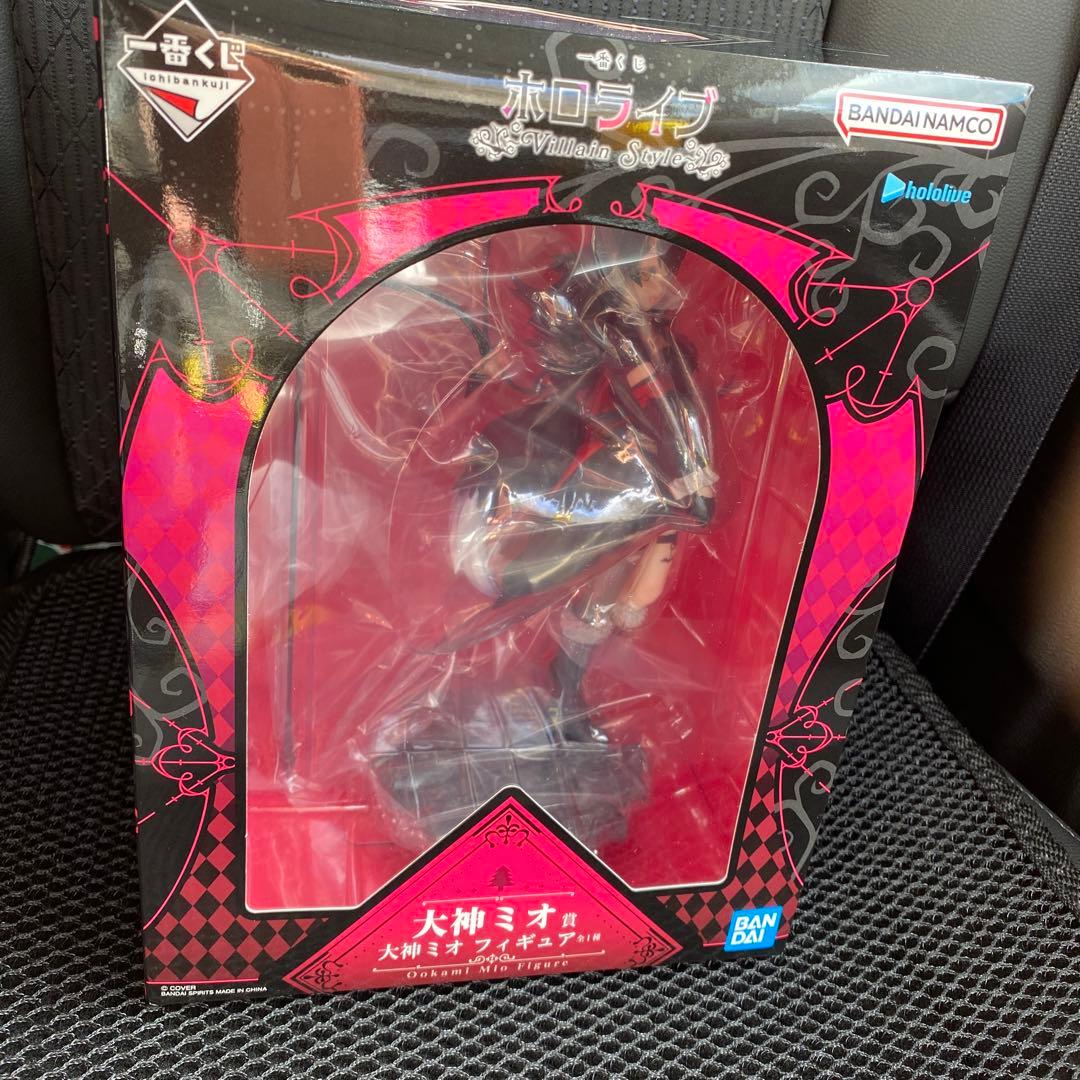 一番くじ
ichibankuji
一番くじ
ホロライブ
Villain Style
BANDAI NAMCO
hololive
大神ミオ賞
大神ミオ フィギュア 全1種
Ookami Mio Figure
BAN
DAI
© COVER
BANDAI SPIRITS MADE IN CHINA